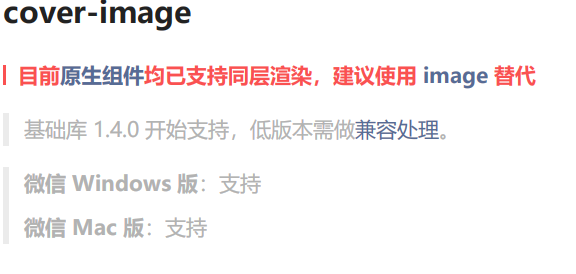 cover-image
目前原生组件均已支持同层渲染，建议使用 image 替代
基础库 1.4.0 开始支持，低版本需做兼容处理。
微信 Windows 版：支持
微信 Mac 版：支持